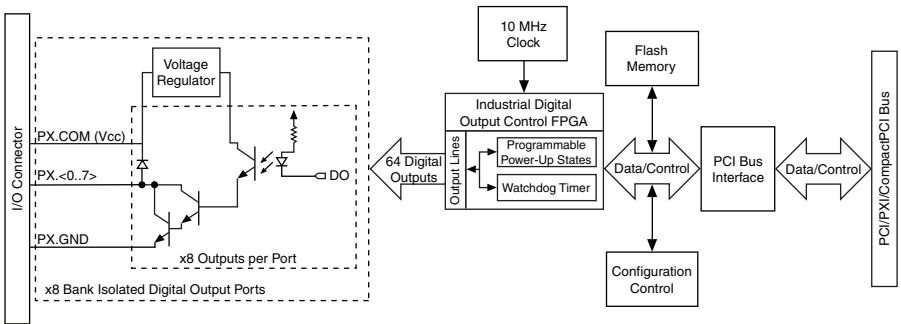 I/O Connector
PX.COM (Vcc)
PX.<0..7>
PX.GND
Voltage
Regulator
DO
x8 Outputs per Port
x8 Bank Isolated Digital Output Ports
64 Digital
Outputs
10 MHz
Clock
Industrial Digital
Output Control FPGA
Output Lines
Programmable
Power-Up States
Watchdog Timer
Flash
Memory
Data/Control
Configuration
Control
PCI Bus
Interface
Data/Control
PCI/PXI/CompactPCI Bus